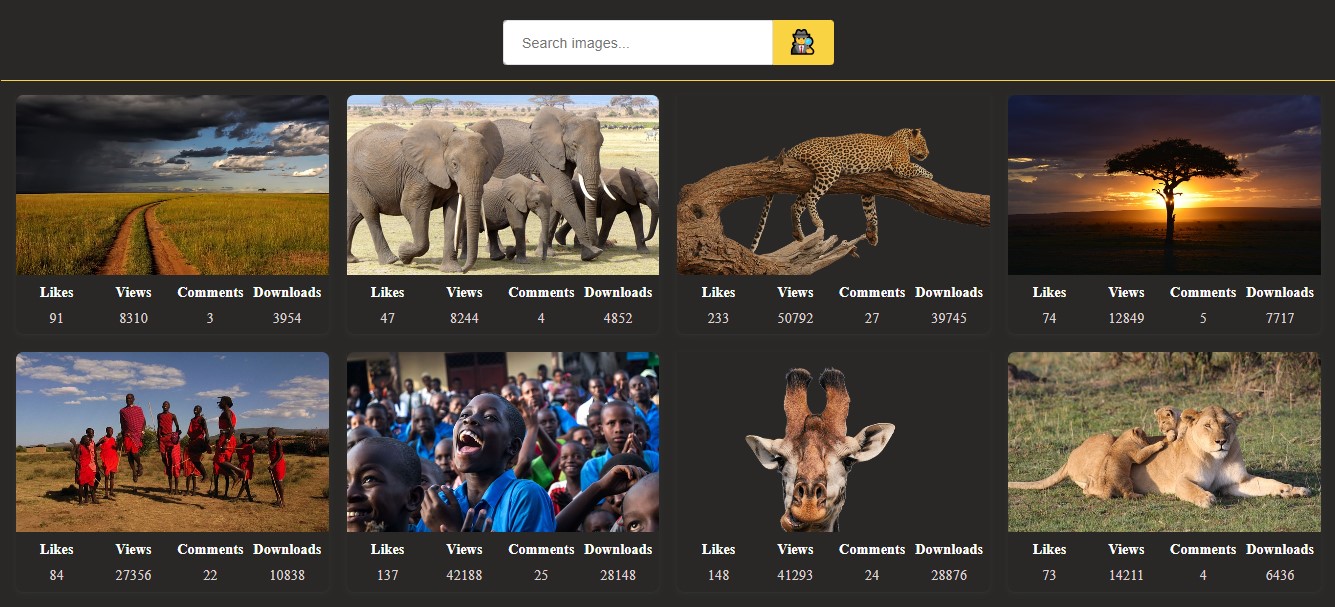 Search images...
Likes Views Comments Downloads Likes Views Comments Downloads Likes Views Comments Downloads Likes Views Comments Downloads
91 8310 3 3954 47 8244 4 4852 233 50792 27 39745 74 12849 5 7717
Likes Views Comments Downloads Likes Views Comments Downloads Likes Views Comments Downloads Likes Views Comments Downloads
84 27356 22 10838 137 42188 25 28148 148 41293 24 28876 73 14211 4 6436